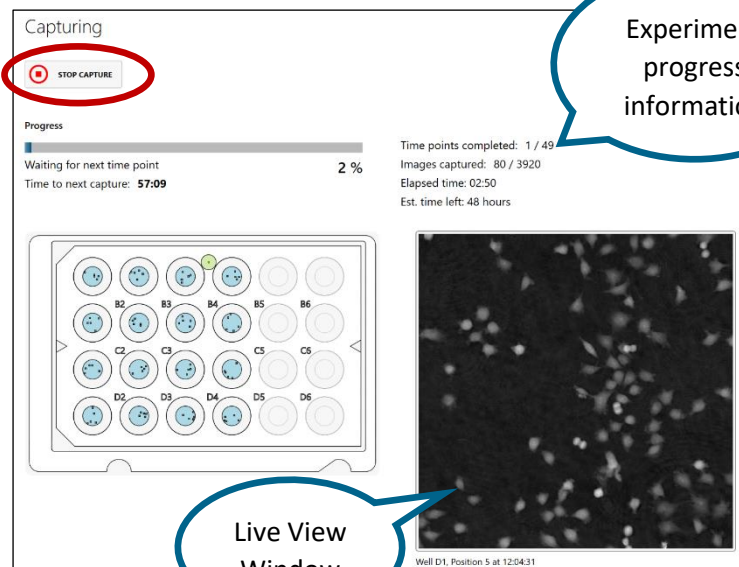 Capturing
STOP CAPTURE
Progress
Waiting for next time point
2 %
Time to next capture: 57:09
progress
Time points completed: 1 / 49
Images captured: 80 / 3920
Elapsed time: 02:50
Est. time left: 48 hours
B2 B3 B4 B5 B6
C2 C3 C5 C6
D2 D3 D4 D5 D6
Live View
Window
Well D1, Position 5 at 12:04:31